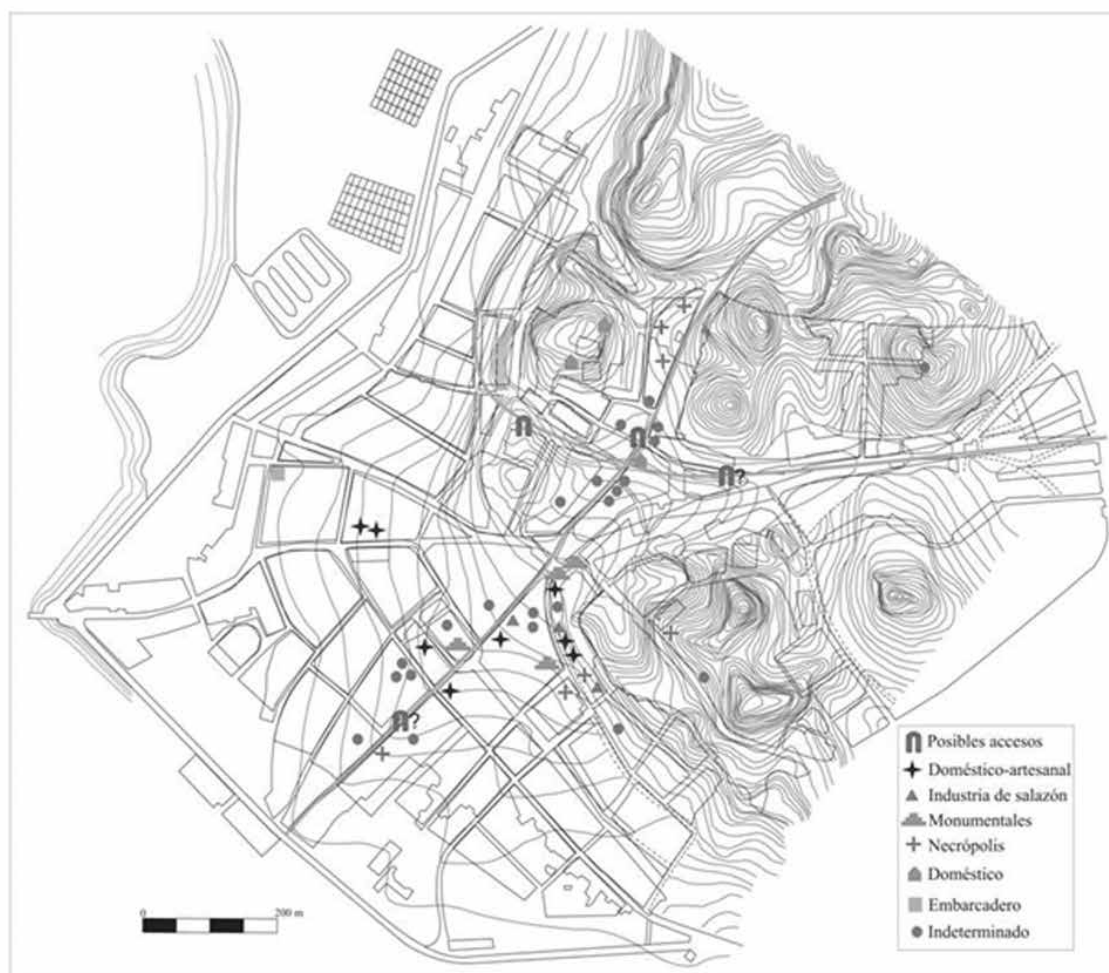 ?
?
Posibles accesos
Doméstico-artesanal
Industria de salazón
Monumentales
Necrópolis
Doméstico
Embarcadero
Indeterminado
0 200 m